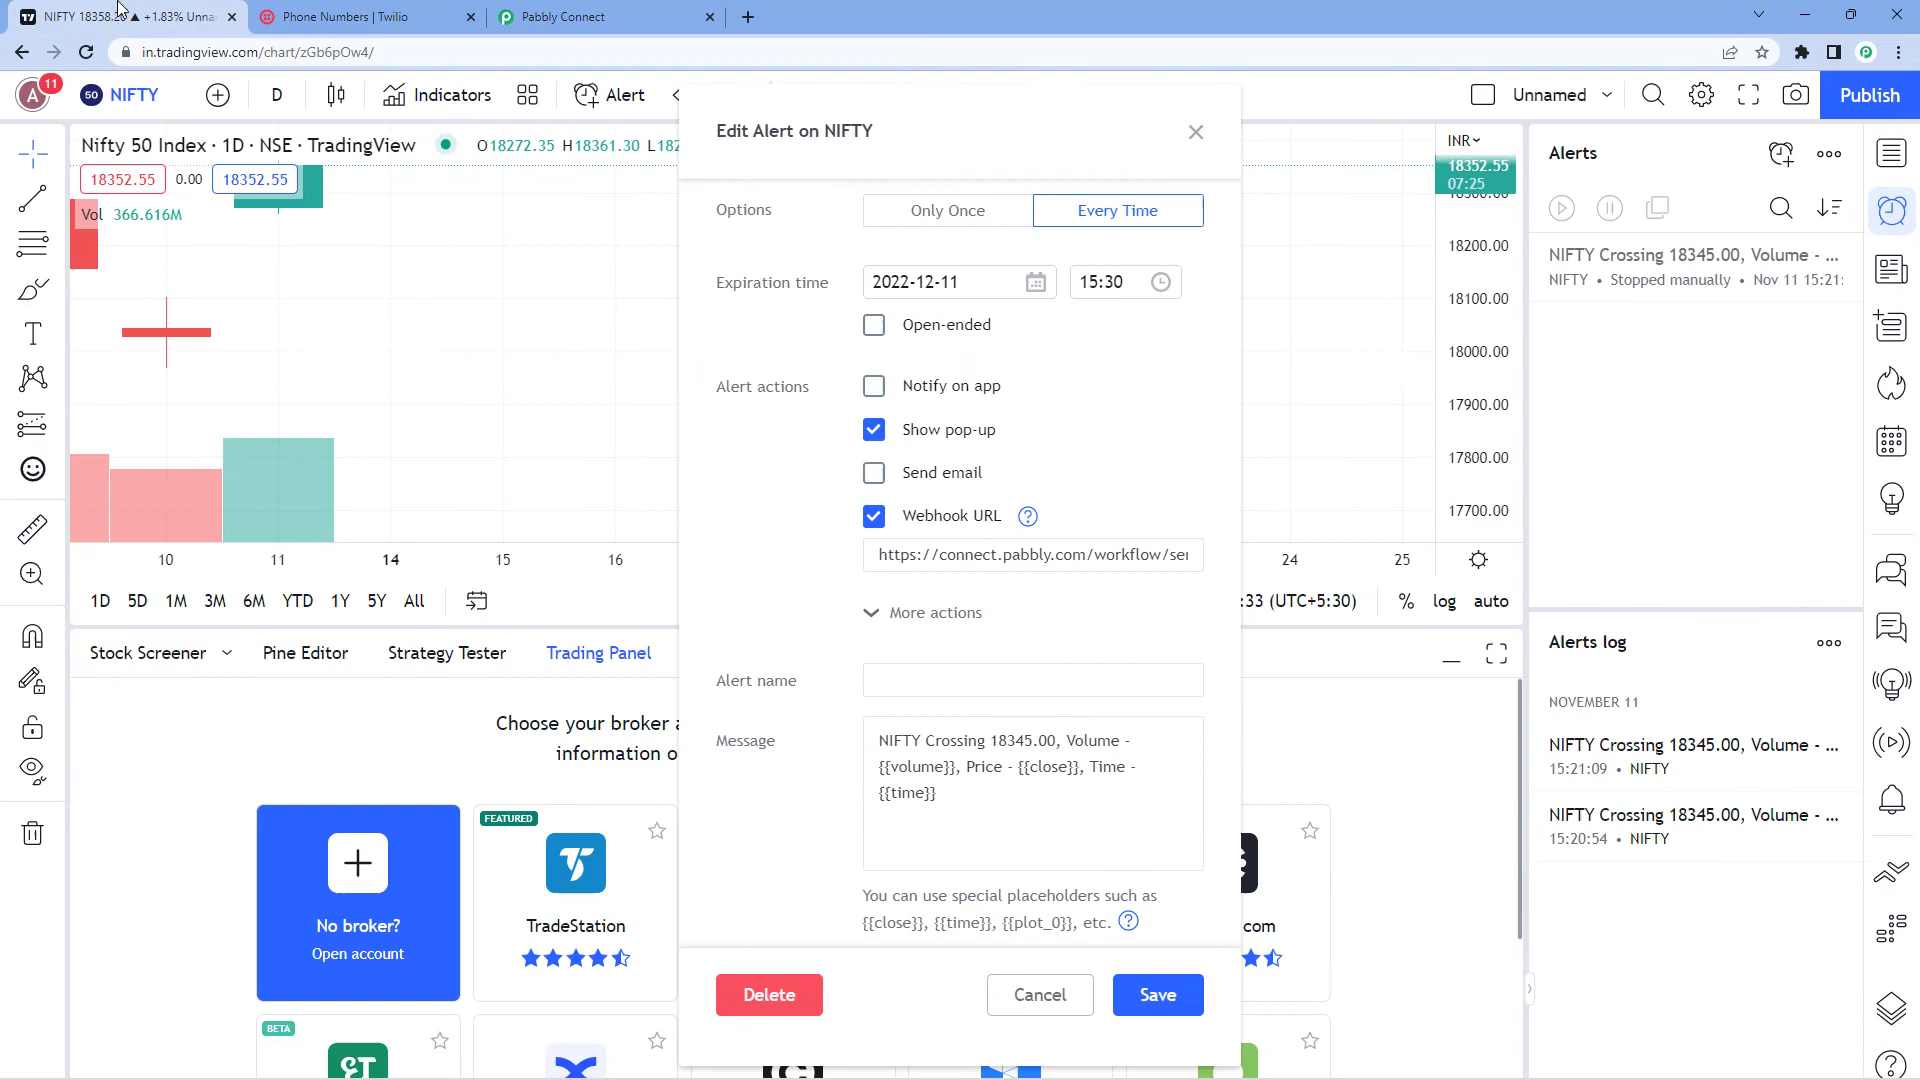 NIFTY 18358.20 ▲ +1.83% Unnar
Phone Numbers | Twilio
Pabbly Connect
in.tradingview.com/chart/zGb6pOw4/
A
11
50 NIFTY
D
Indicators
Alert
Unnamed
Publish
Nifty 50 Index · 1D · NSE · TradingView
O18272.35 H18361.30 L182
18352.55
0.00
18352.55
Vol 366.616M
INR
18352.55
07:25
18200.00
18100.00
18000.00
17900.00
17800.00
17700.00
10
11
14
15
16
24
25
1D 5D 1M 3M 6M YTD 1Y 5Y All
:33 (UTC+5:30)
% log auto
Stock Screener
Pine Editor
Strategy Tester
Trading Panel
Choose your broker
information o
No broker?
Open account
FEATURED
TradeStation
BETA
com
Edit Alert on NIFTY
Options
Only Once
Every Time
Expiration time
2022-12-11
15:30
Open-ended
Alert actions
Notify on app
Show pop-up
Send email
Webhook URL
https://connect.pabbly.com/workflow/sei
More actions
Alert name
Message
NIFTY Crossing 18345.00, Volume -
{{volume}}, Price - {{close}}, Time -
{{time}}
You can use special placeholders such as
{{close}}, {{time}}, {{plot_0}}, etc.
Delete
Cancel
Save
Alerts
NIFTY Crossing 18345.00, Volume - ...
NIFTY • Stopped manually • Nov 11 15:21:
Alerts log
NOVEMBER 11
NIFTY Crossing 18345.00, Volume - ...
15:21:09 • NIFTY
NIFTY Crossing 18345.00, Volume - ...
15:20:54 • NIFTY